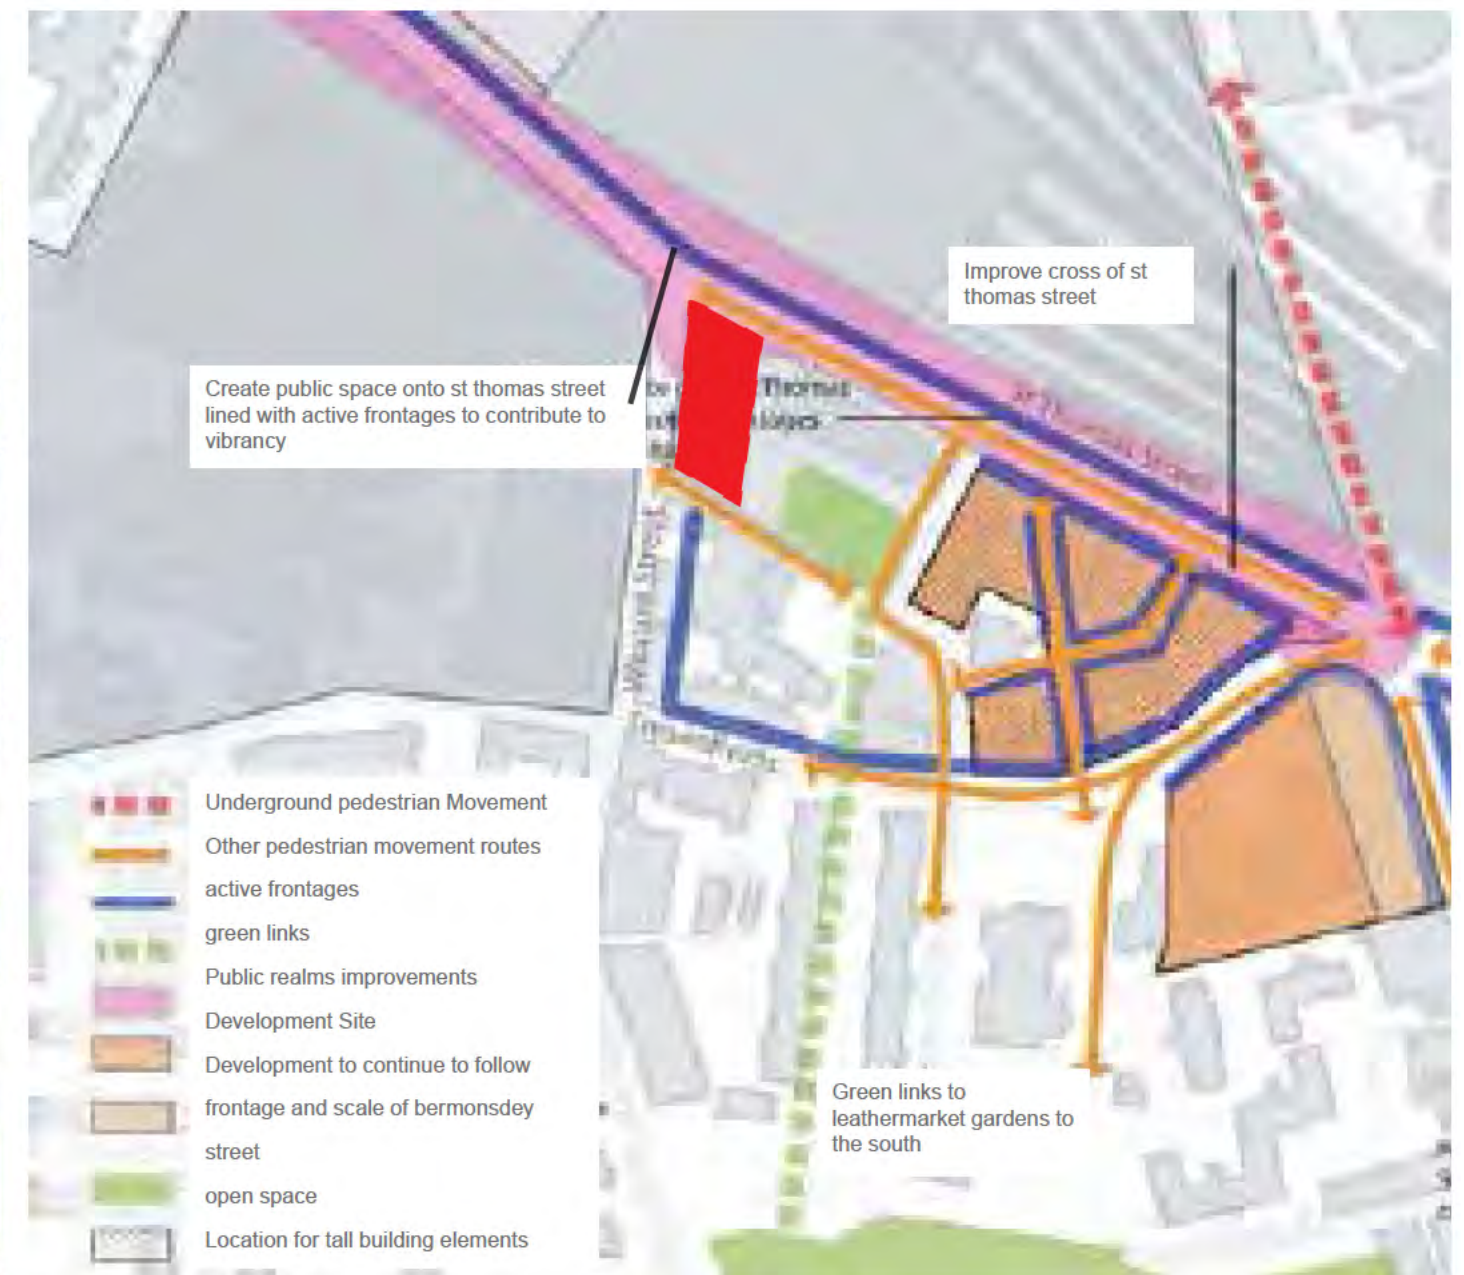 Improve cross of st
thomas street
Create public space onto st thomas street
lined with active frontages to contribute to
vibrancy
Thomas
Street
Underground pedestrian Movement
Other pedestrian movement routes
active frontages
green links
Public realms improvements
Development Site
Development to continue to follow
frontage and scale of bermonsdey
street
open space
Location for tall building elements
Green links to
leathermarket gardens to
the south